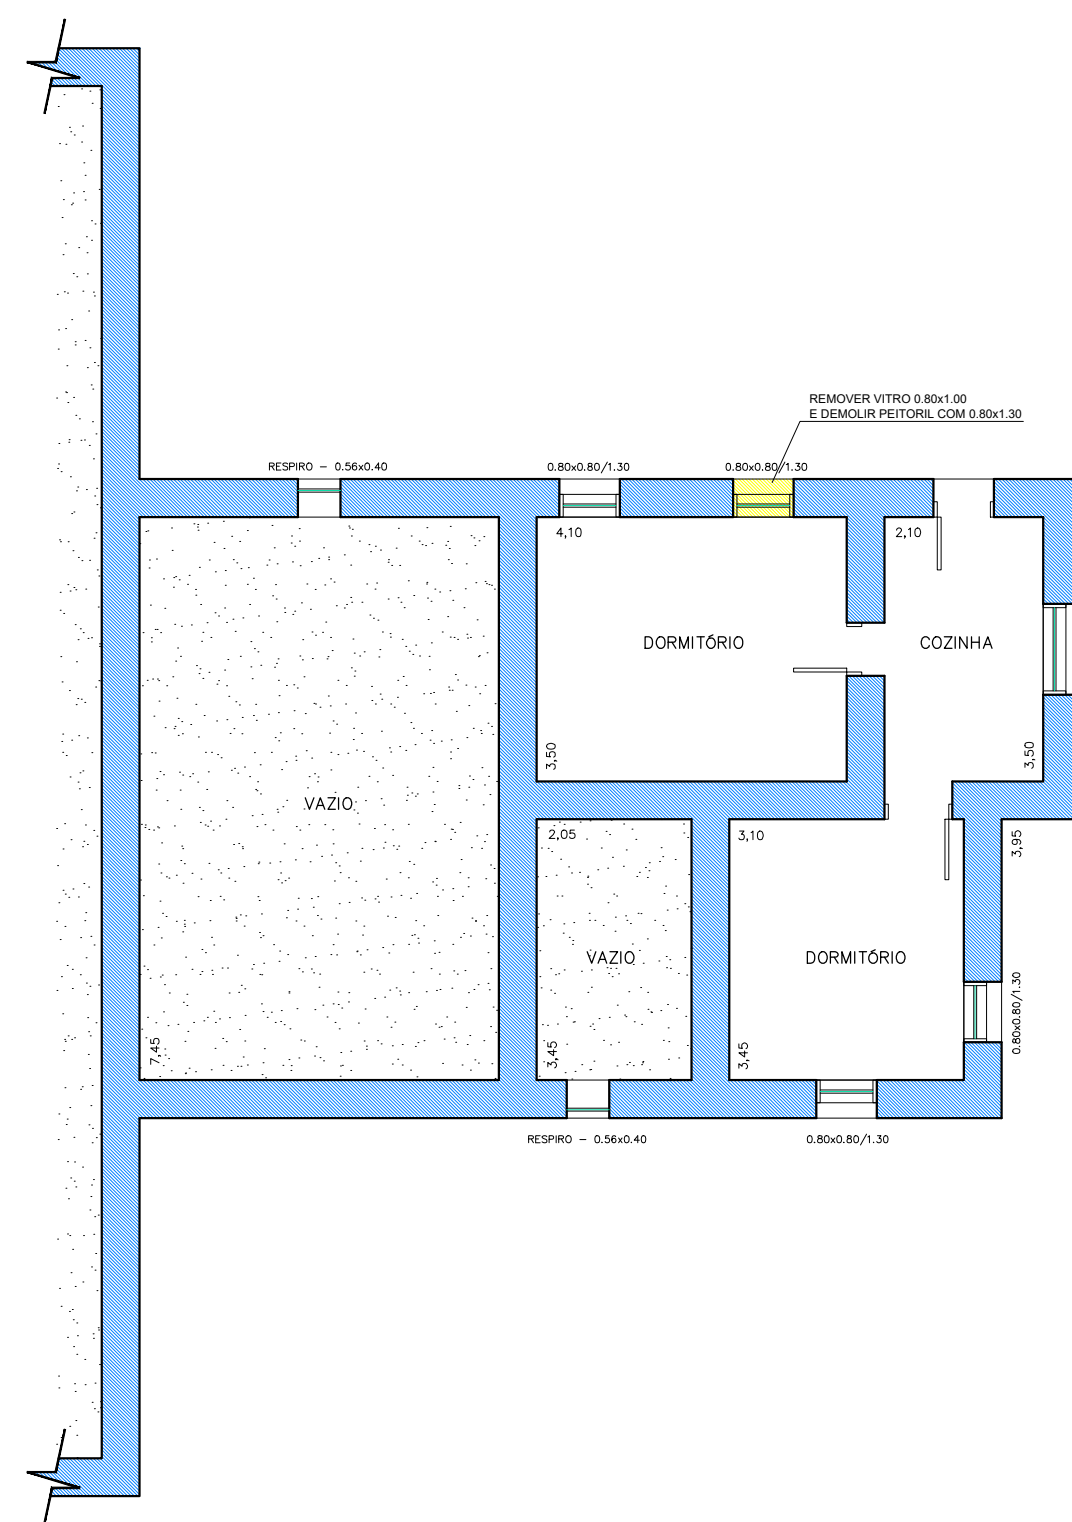 REMOVER VITRO 0.80x1.00
E DEMOLIR PEITORIL COM 0.80x1.30
RESPIRO - 0.56x0.40
0.80x0.80/1.30
0.80x0.80/1.30
4,10
2,10
DORMITÓRIO
COZINHA
3,50
3,50
VAZIO
2,05
3,10
3,95
VAZIO
DORMITÓRIO
0.80x0.80/1.30
7,45
3,45
3,45
RESPIRO - 0.56x0.40
0.80x0.80/1.30